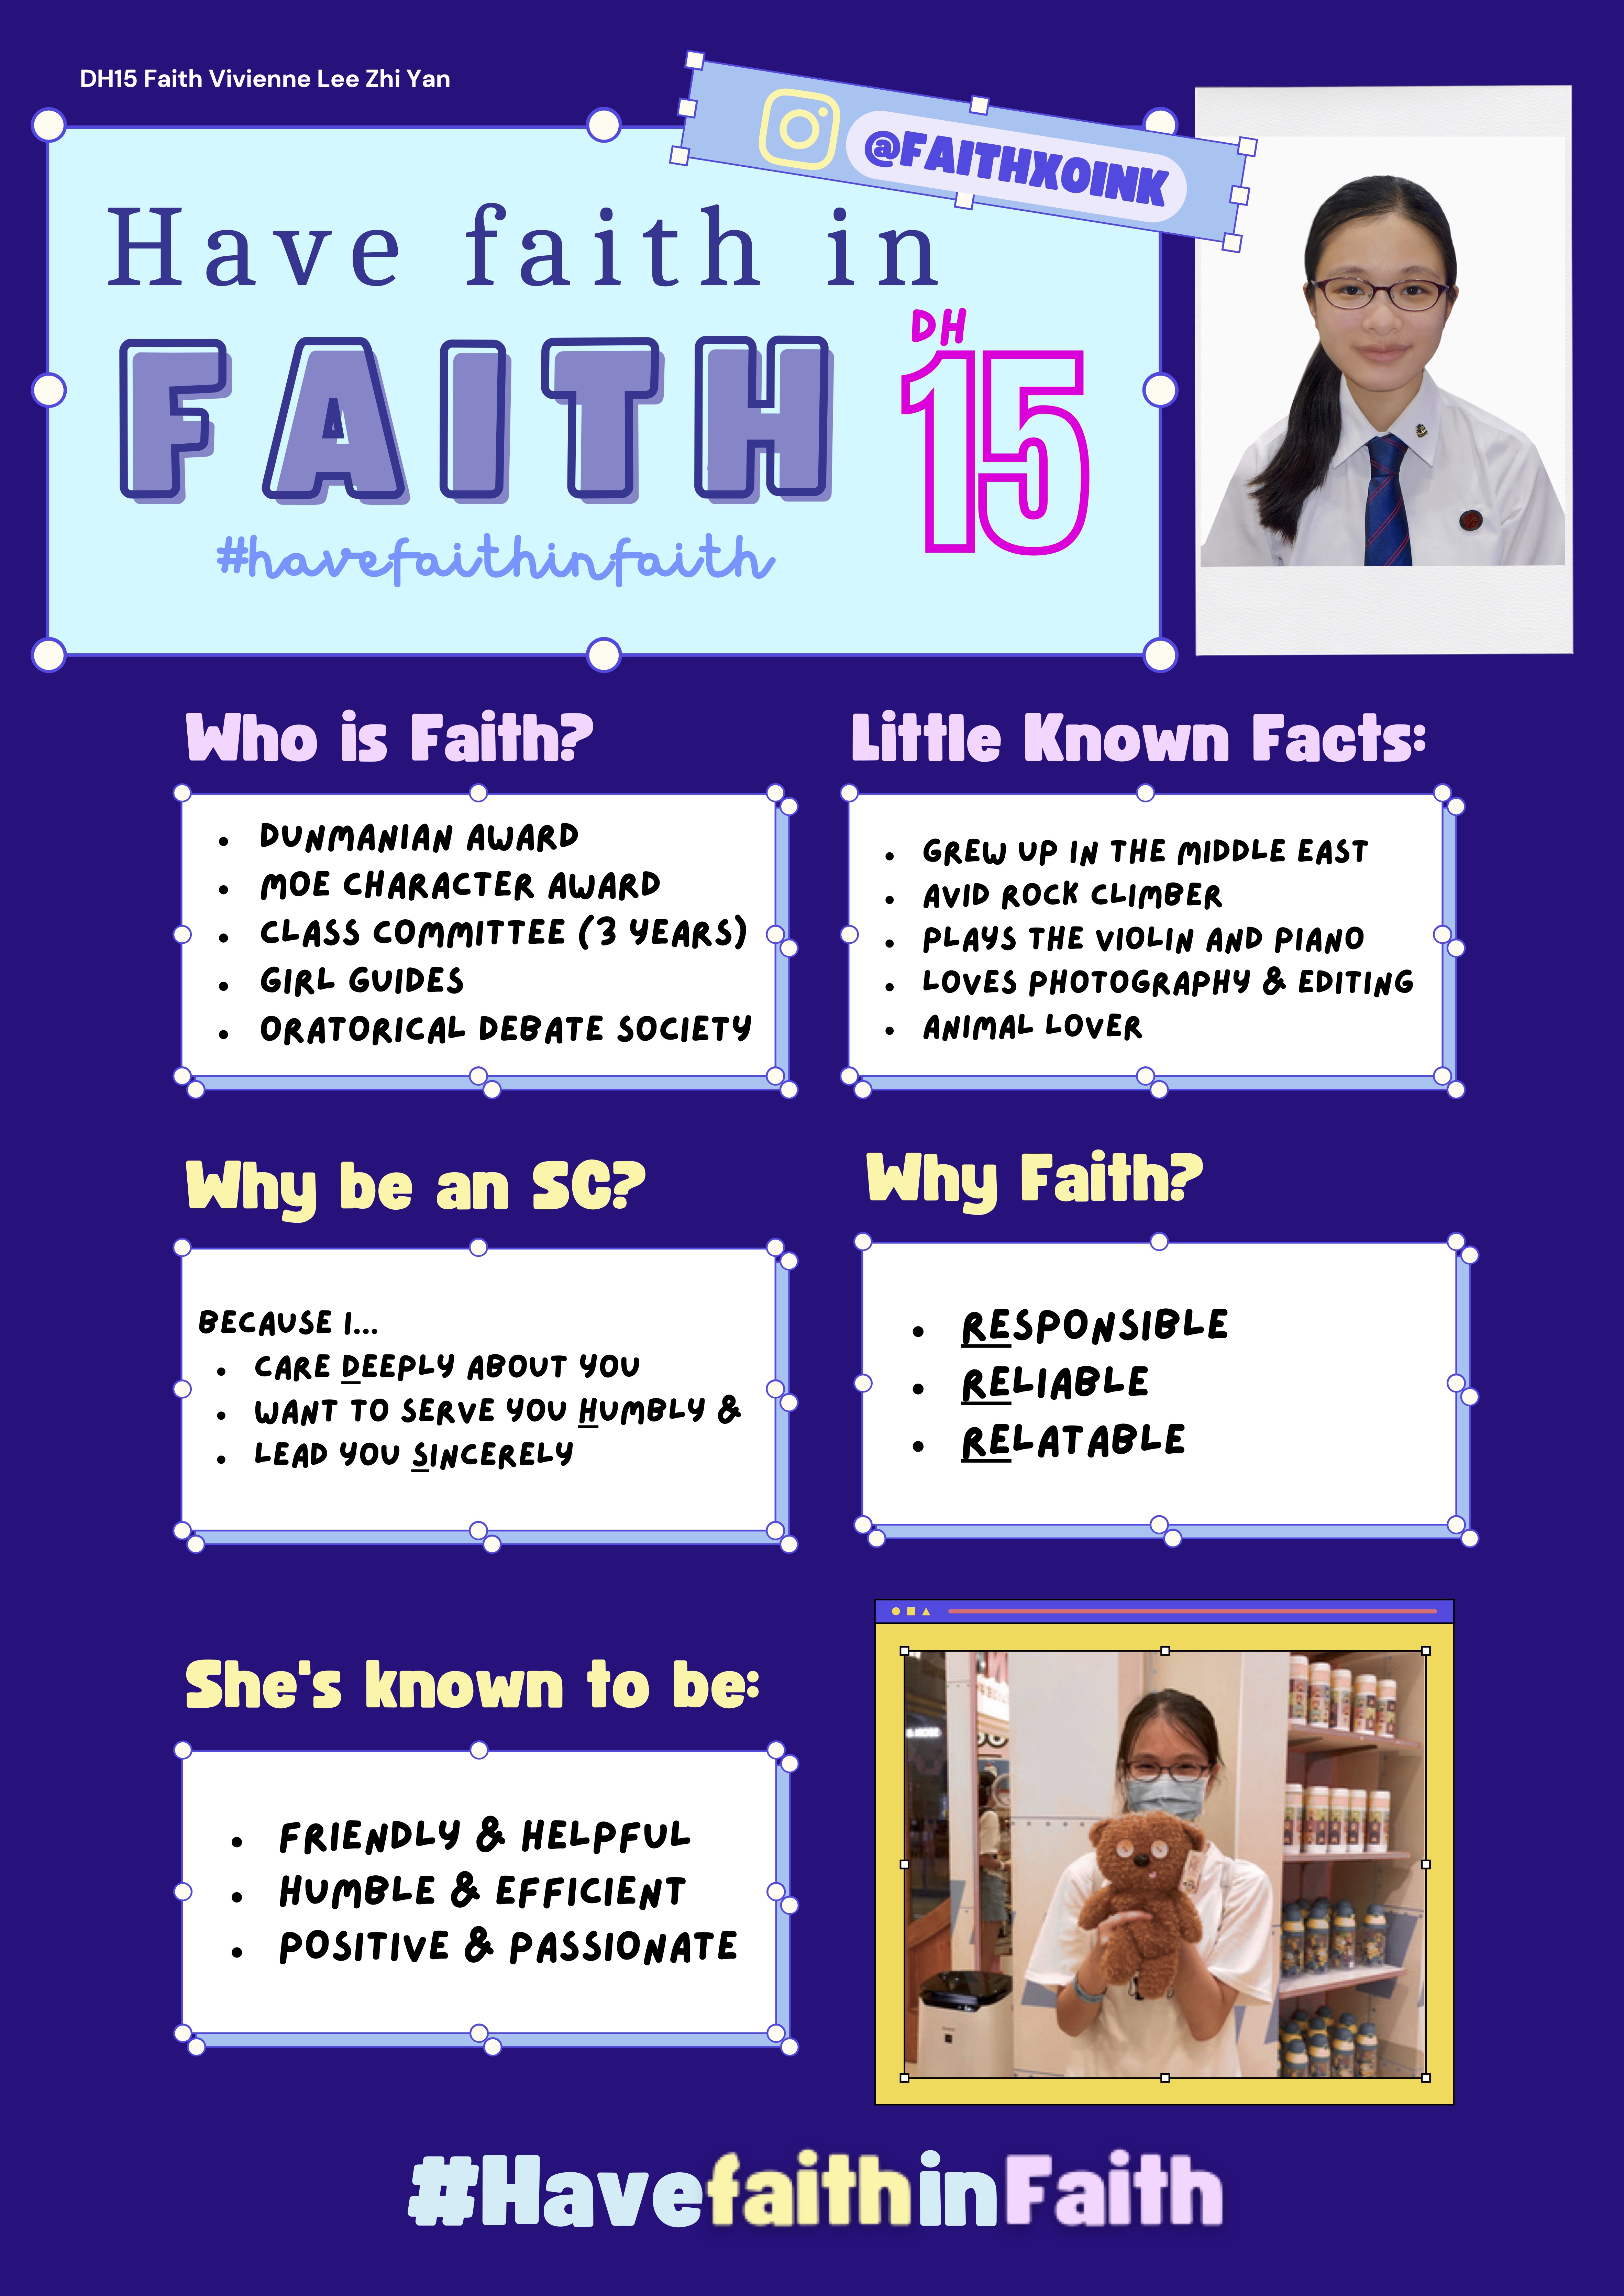 DH15 Faith Vivienne Lee Zhi Yan
@FAITHXOINK
Have faith in
FAITH
DH
15
#havefaithinfaith
Who is Faith?
• DUNMANIAN AWARD
• MOE CHARACTER AWARD
• CLASS COMMITTEE (3 YEARS)
• GIRL GUIDES
• ORATORICAL DEBATE SOCIETY
Little Known Facts:
• GREW UP IN THE MIDDLE EAST
• AVID ROCK CLIMBER
• PLAYS THE VIOLIN AND PIANO
• LOVES PHOTOGRAPHY & EDITING
• ANIMAL LOVER
Why be an SC?
BECAUSE I...
• CARE DEEPLY ABOUT YOU
• WANT TO SERVE YOU HUMBLY &
• LEAD YOU SINCERELY
Why Faith?
• RESPONSIBLE
• RELIABLE
• RELATABLE
She's known to be:
• FRIENDLY & HELPFUL
• HUMBLE & EFFICIENT
• POSITIVE & PASSIONATE
#HavefaithinFaith